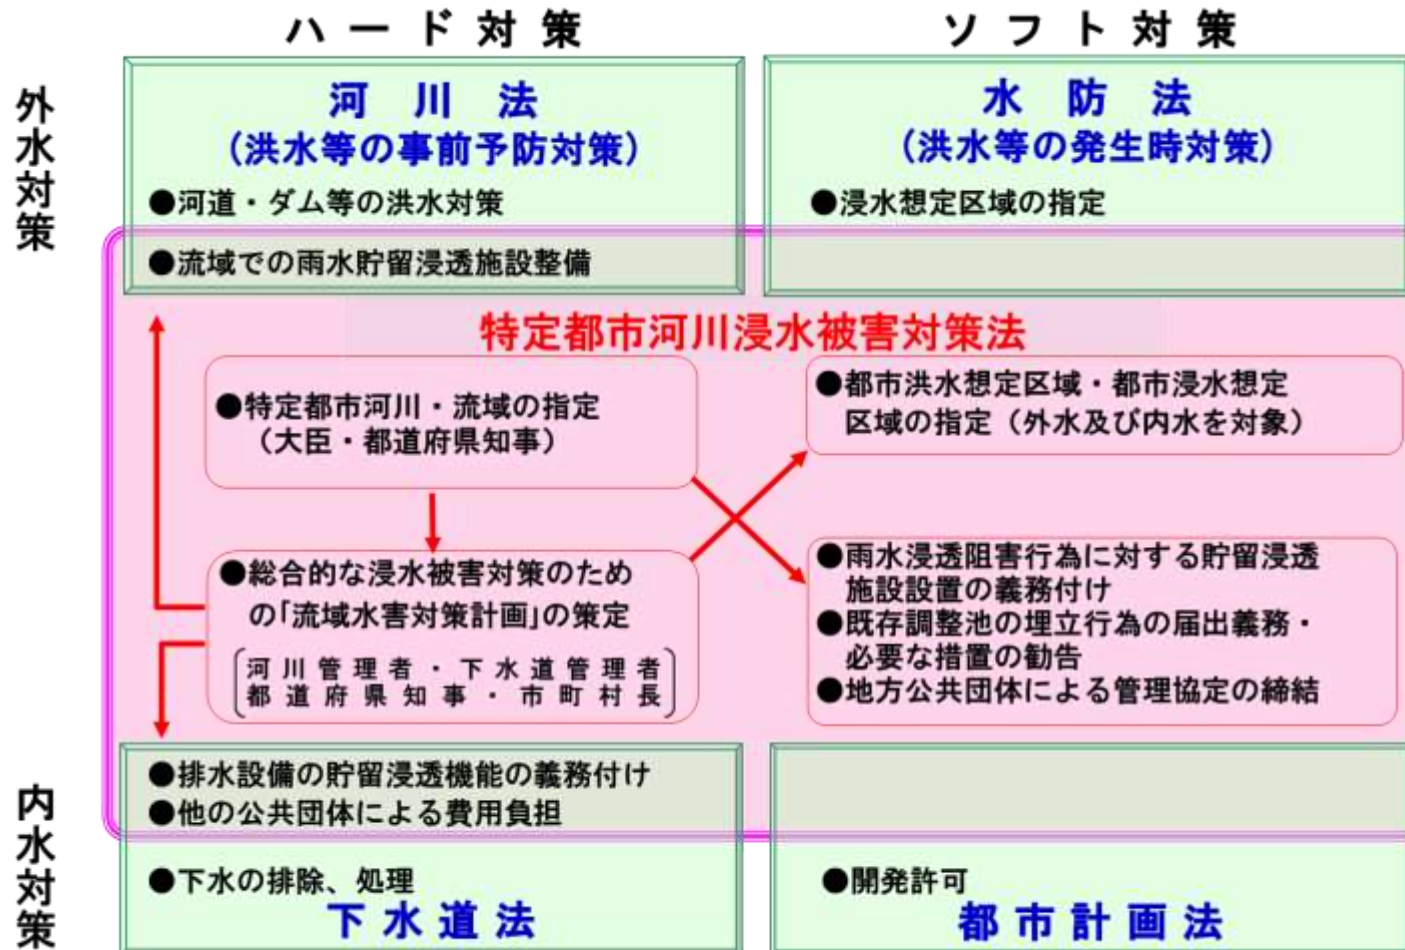 ハード対策
ソフト対策
外水対策
河川法
（洪水等の事前予防対策）
●河道・ダム等の洪水対策
●流域での雨水貯留浸透施設整備
水防法
（洪水等の発生時対策）
●浸水想定区域の指定
特定都市河川浸水被害対策法
●特定都市河川・流域の指定
（大臣・都道府県知事）
●都市洪水想定区域・都市浸水想定
区域の指定（外水及び内水を対象）
●総合的な浸水被害対策のため
の「流域水害対策計画」の策定
河川管理者・下水道管理者
都道府県知事・市町村長
●雨水浸透阻害行為に対する貯留浸透
施設設置の義務付け
●既存調整池の埋立行為の届出義務・
必要な措置の勧告
●地方公共団体による管理協定の締結
内水対策
●排水設備の貯留浸透機能の義務付け
●他の公共団体による費用負担
●下水の排除、処理
下水道法
●開発許可
都市計画法